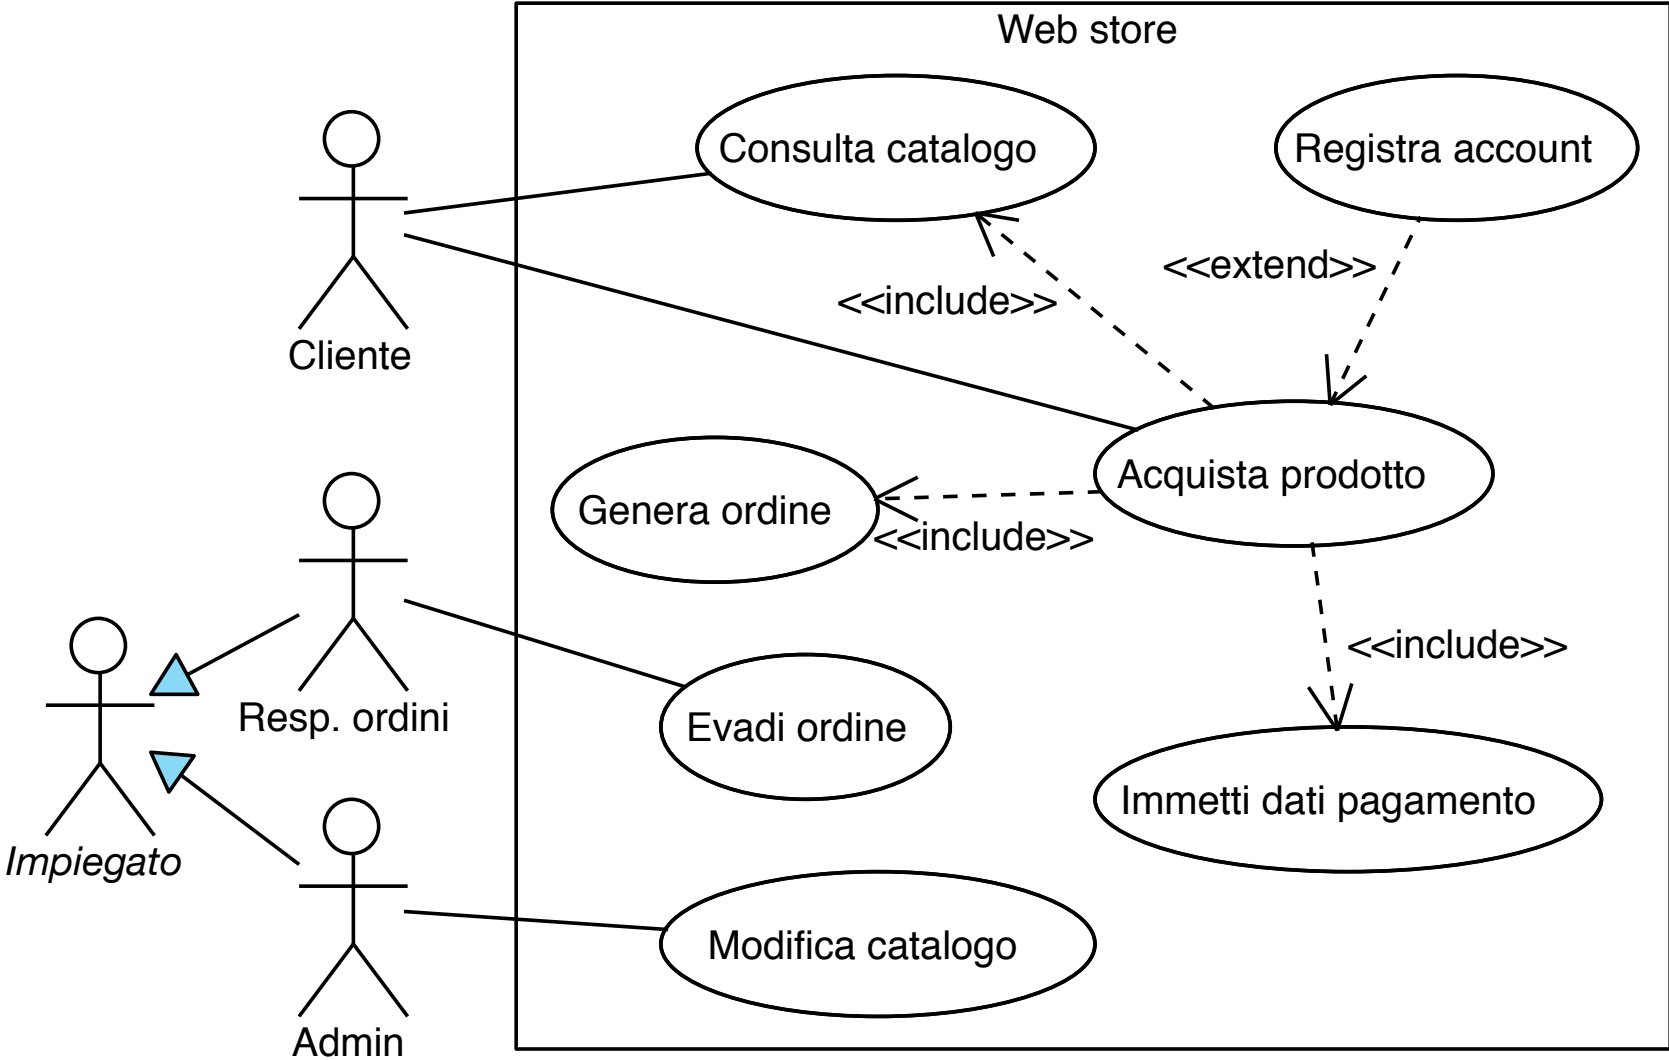 Web store
Consulta catalogo
Registra account
<<extend>>
<<include>>
Cliente
Acquista prodotto
Genera ordine
<<include>>
<<include>>
Resp. ordini
Evadi ordine
Immetti dati pagamento
Impiegato
Modifica catalogo
Admin